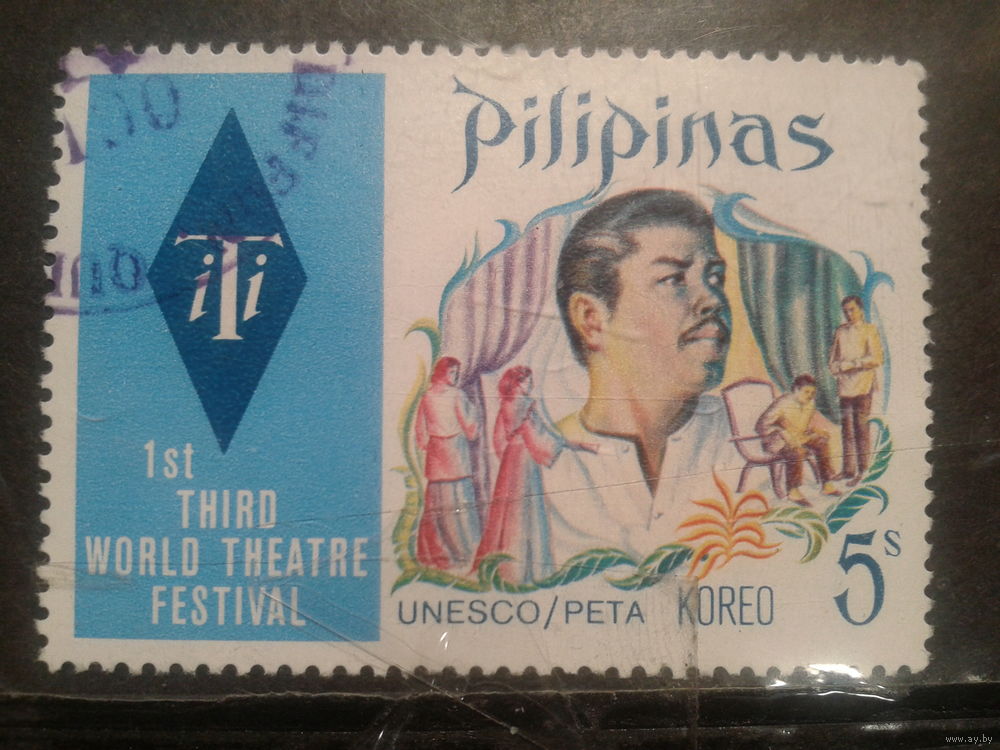 Pilipinas
iTi
1st
THIRD
WORLD THEATRE
FESTIVAL
UNESCO/PETA KOREO 5s
www.ay.by